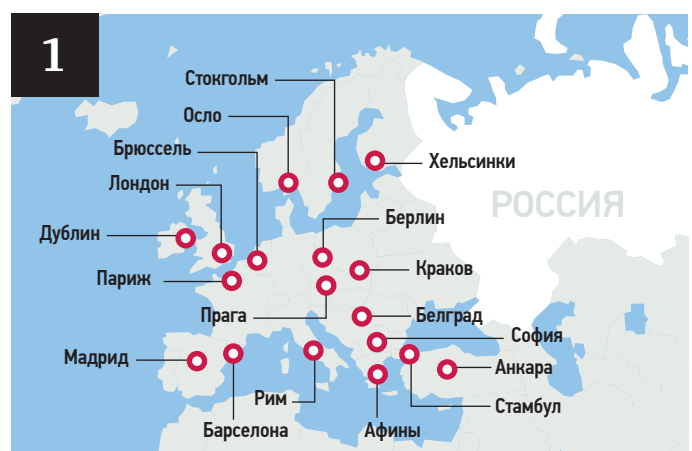 1
Стокгольм
Осло
Брюссель
Хельсинки
Лондон
РОССИЯ
Берлин
Дублин
Париж
Краков
Прага
Белград
София
Мадрид
Анкара
Рим
Стамбул
Барселона
Афины